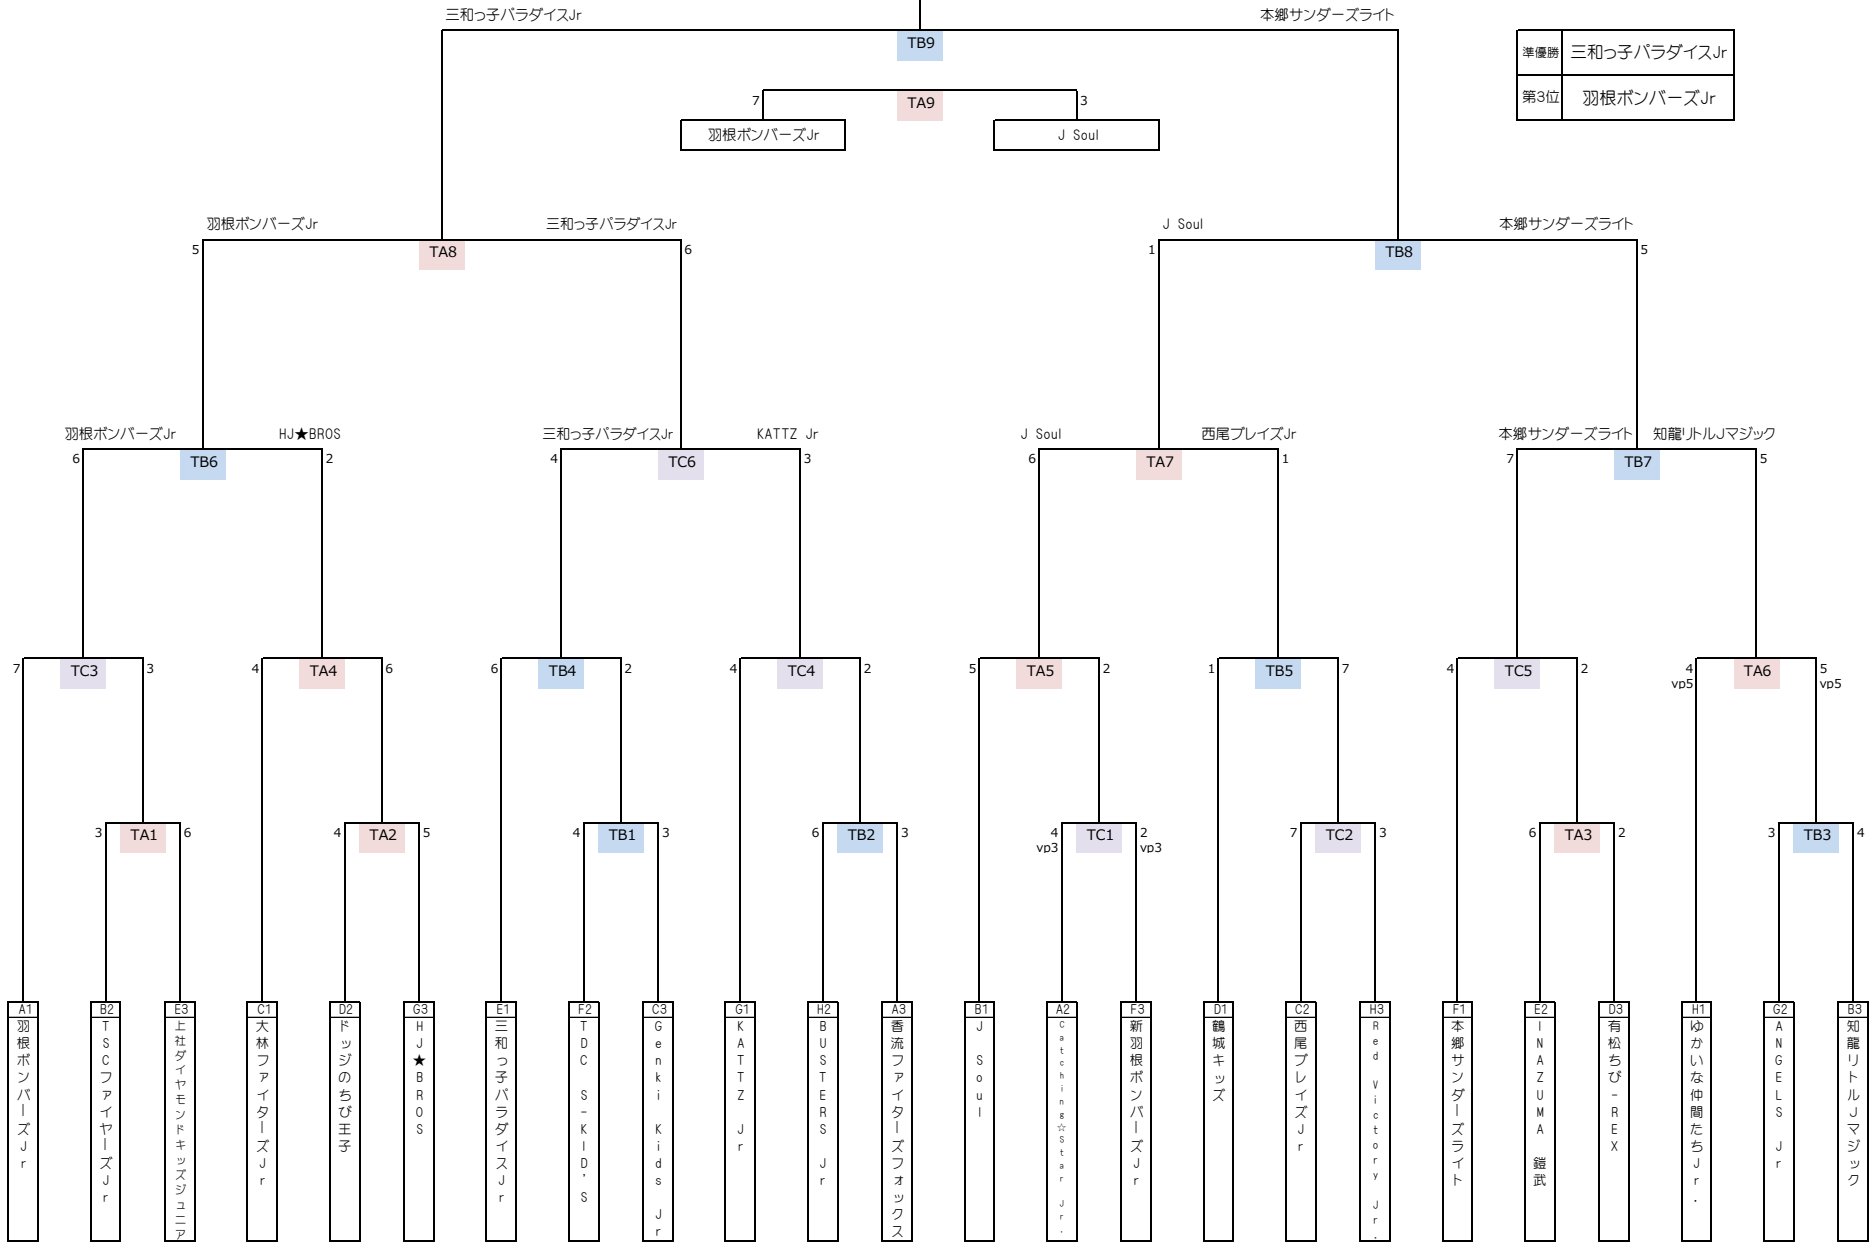 三和っ子パラダイスJr 本郷サンダーズライト
TB9
準優勝 三和っ子パラダイスJr
第3位 羽根ボンバーズJr
7 TA9 3
羽根ボンバーズJr J Soul
羽根ボンバーズJr 三和っ子パラダイスJr J Soul 本郷サンダーズライト
5 TA8 6 1 TB8 5
羽根ボンバーズJr HJ★BROS 三和っ子パラダイスJr KATTZ Jr J Soul 西尾ブレイズJr 本郷サンダーズライト 知龍リトルJマジック
6 TB6 2 4 TC6 3 6 TA7 1 7 TB7 5
7 TC3 3 4 TA4 6 6 TB4 2 4 TC4 2 5 TA5 2 1 TB5 7 4 TC5 2 4 TA6 5
vp5 vp5
3 TA1 6 4 TA2 5 4 TB1 3 6 TB2 3 4 TC1 2 7 TC2 3 6 TA3 2 3 TB3 4
vp3 vp3
A1 B2 E3 C1 D2 G3 E1 F2 C3 G1 H2 A3 B1 A2 F3 D1 C2 H3 F1 E2 D3 H1 G2 B3
羽根ボンバーズJr
TSCファイヤーズJr
上社ダイヤモンドキッズジュニア
大林ファイターズJr
ドッジのちび王子
HJ★BROS
三和っ子パラダイスJr
TDC S-KID'S
Genki Kids Jr
KATTZ Jr
BUSTERS Jr
香流ファイターズフォックス
J Soul
Catching☆Star Jr.
新羽根ボンバーズJr
鶴城キッズ
西尾ブレイズJr
Red Victory Jr.
本郷サンダーズライト
INAZUMA 鎧武
有松ちび-REX
ゆかいな仲間たちJr.
ANGELS Jr
知龍リトルJマジック